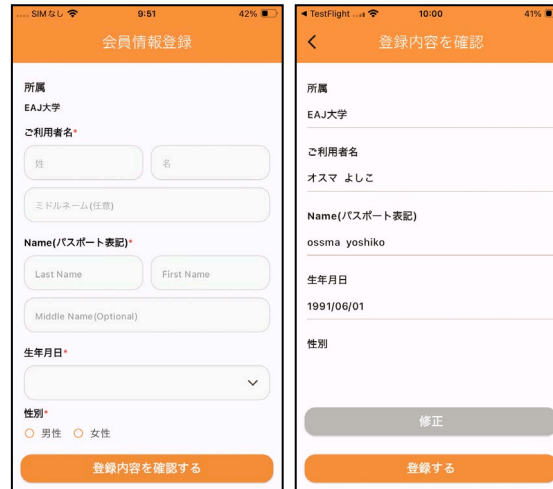 .... SIMなし 9:51 42%
会員情報登録
所属
EAJ大学
ご利用者名*
姓 名
ミドルネーム(任意)
Name(パスポート表記)*
Last Name First Name
Middle Name(Optional)
生年月日*
性別*
男性 女性
登録内容を確認する
TestFlight 10:00 41%
登録内容を確認
所属
EAJ大学
ご利用者名
オスマ よしこ
Name(パスポート表記)
ossma yoshiko
生年月日
1991/06/01
性別
修正
登録する